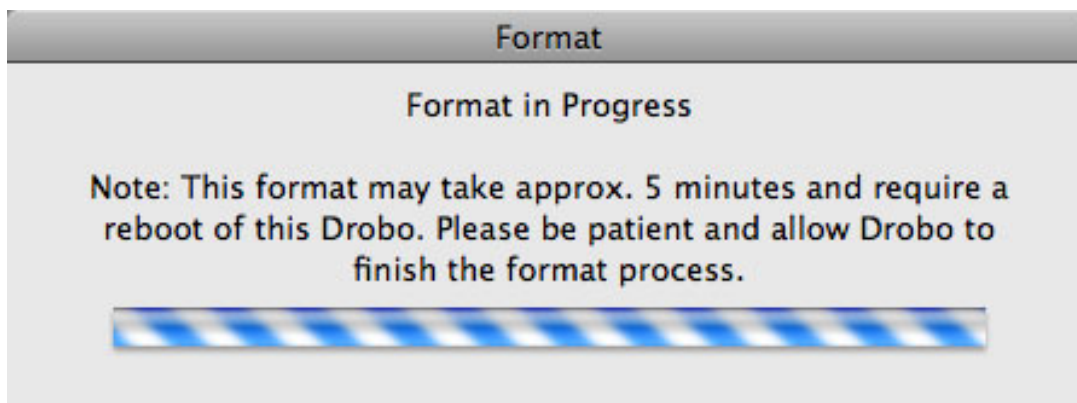 Format
Format in Progress
Note: This format may take approx. 5 minutes and require a
reboot of this Drobo. Please be patient and allow Drobo to
finish the format process.